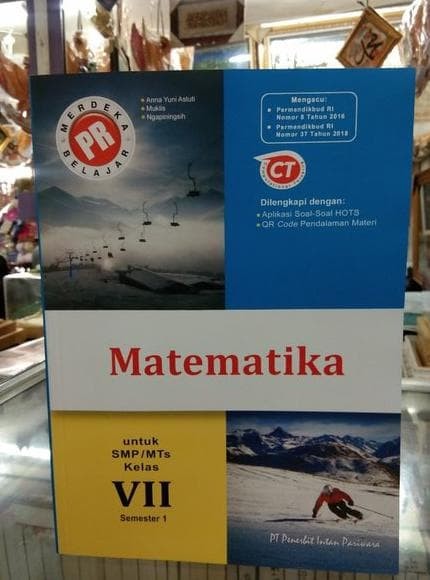 MERDEKA
PR
BELAJAR
• Anna Yuni Astuti
• Muklis
• Ngapiningsih
Mengacu:
• Permendikbud RI
Nomor 8 Tahun 2016
• Permendikbud RI
Nomor 37 Tahun 2018
CT
Dilengkapi dengan:
• Aplikasi Soal-Soal HOTS
• QR Code Pendalaman Materi
Matematika
untuk
SMP/MTs
Kelas
VII
Semester 1
PT Penerbit Intan Pariwara